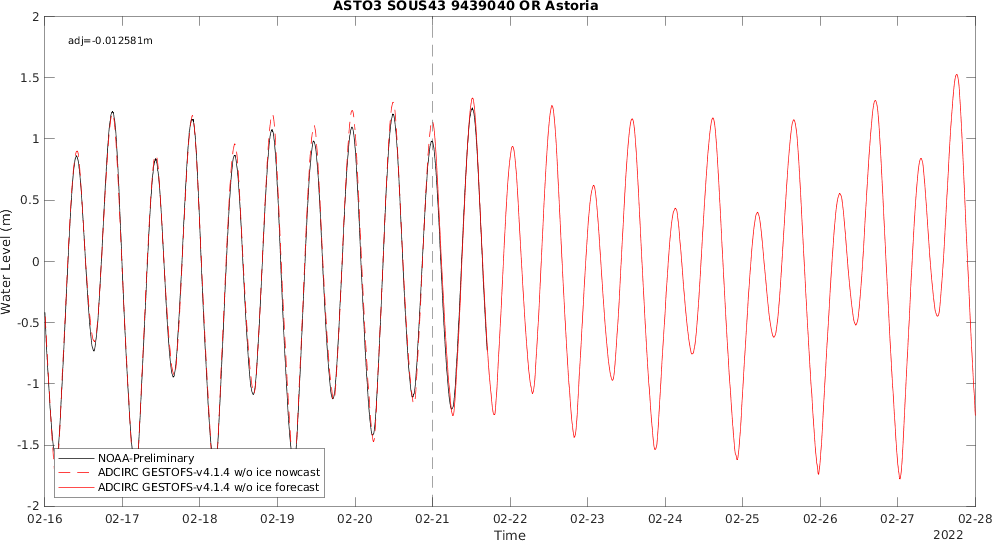 ASTO3 SOUS43 9439040 OR Astoria
adj=-0.012581m
2
1.5
1
0.5
0
-0.5
-1
-1.5
-2
Water Level (m)
NOAA-Preliminary
ADCIRC GESTOFS-v4.1.4 w/o ice nowcast
ADCIRC GESTOFS-v4.1.4 w/o ice forecast
02-16 02-17 02-18 02-19 02-20 02-21 02-22 02-23 02-24 02-25 02-26 02-27 02-28
Time
2022